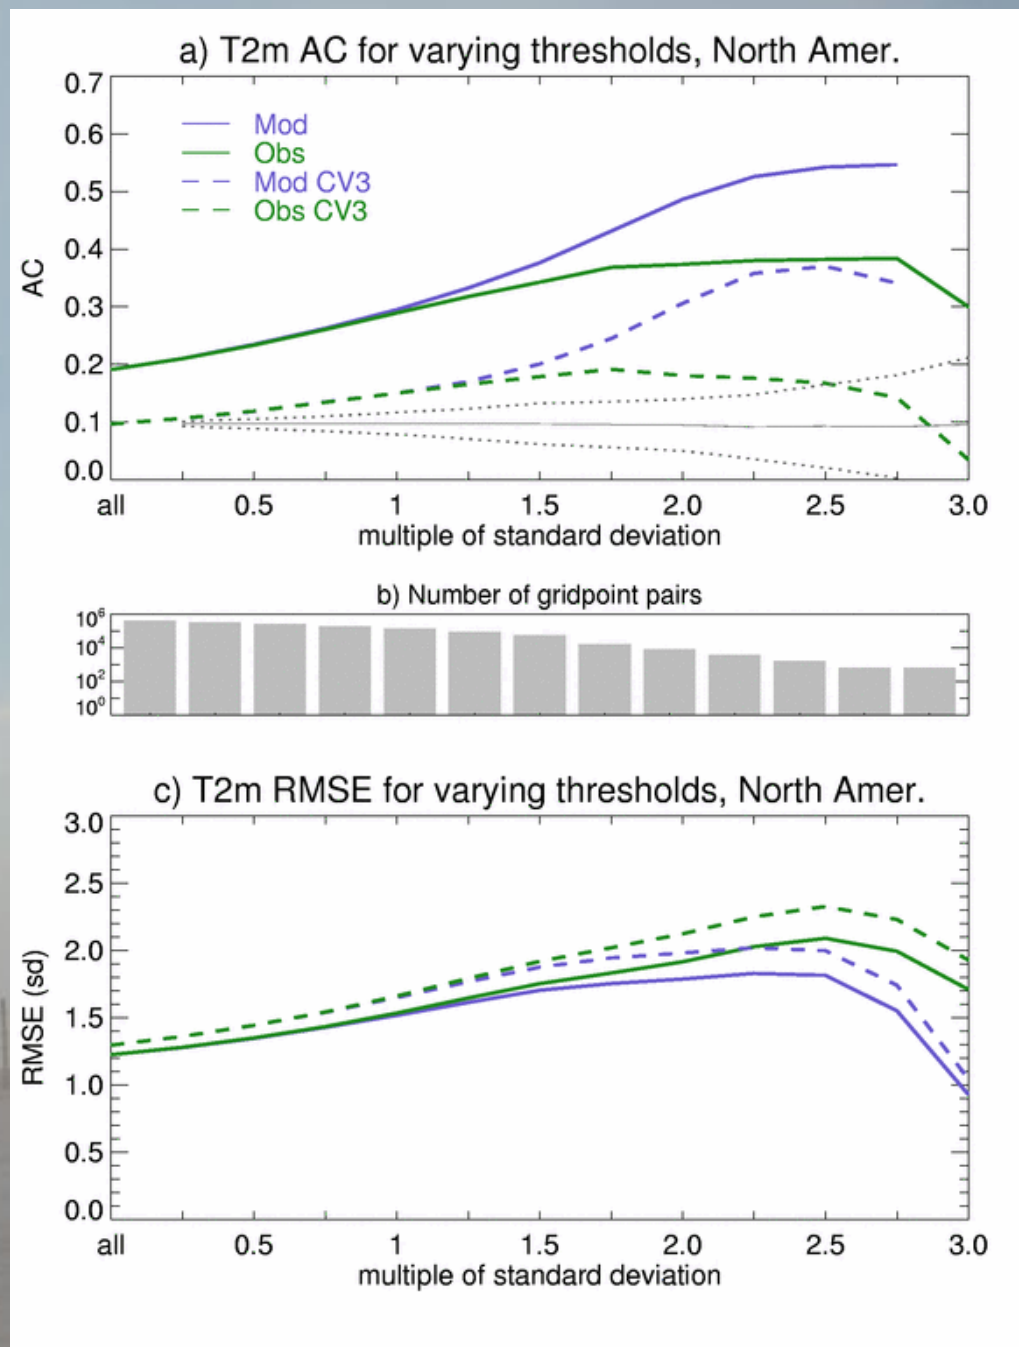 a) T2m AC for varying thresholds, North Amer.
0.7
0.6
0.5
0.4
0.3
0.2
0.1
0.0
AC
Mod
Obs
Mod CV3
Obs CV3
all 0.5 1 1.5 2.0 2.5 3.0
multiple of standard deviation
b) Number of gridpoint pairs
10⁶
10⁴
10²
10⁰
c) T2m RMSE for varying thresholds, North Amer.
3.0
2.5
2.0
1.5
1.0
0.5
0.0
RMSE (sd)
all 0.5 1 1.5 2.0 2.5 3.0
multiple of standard deviation